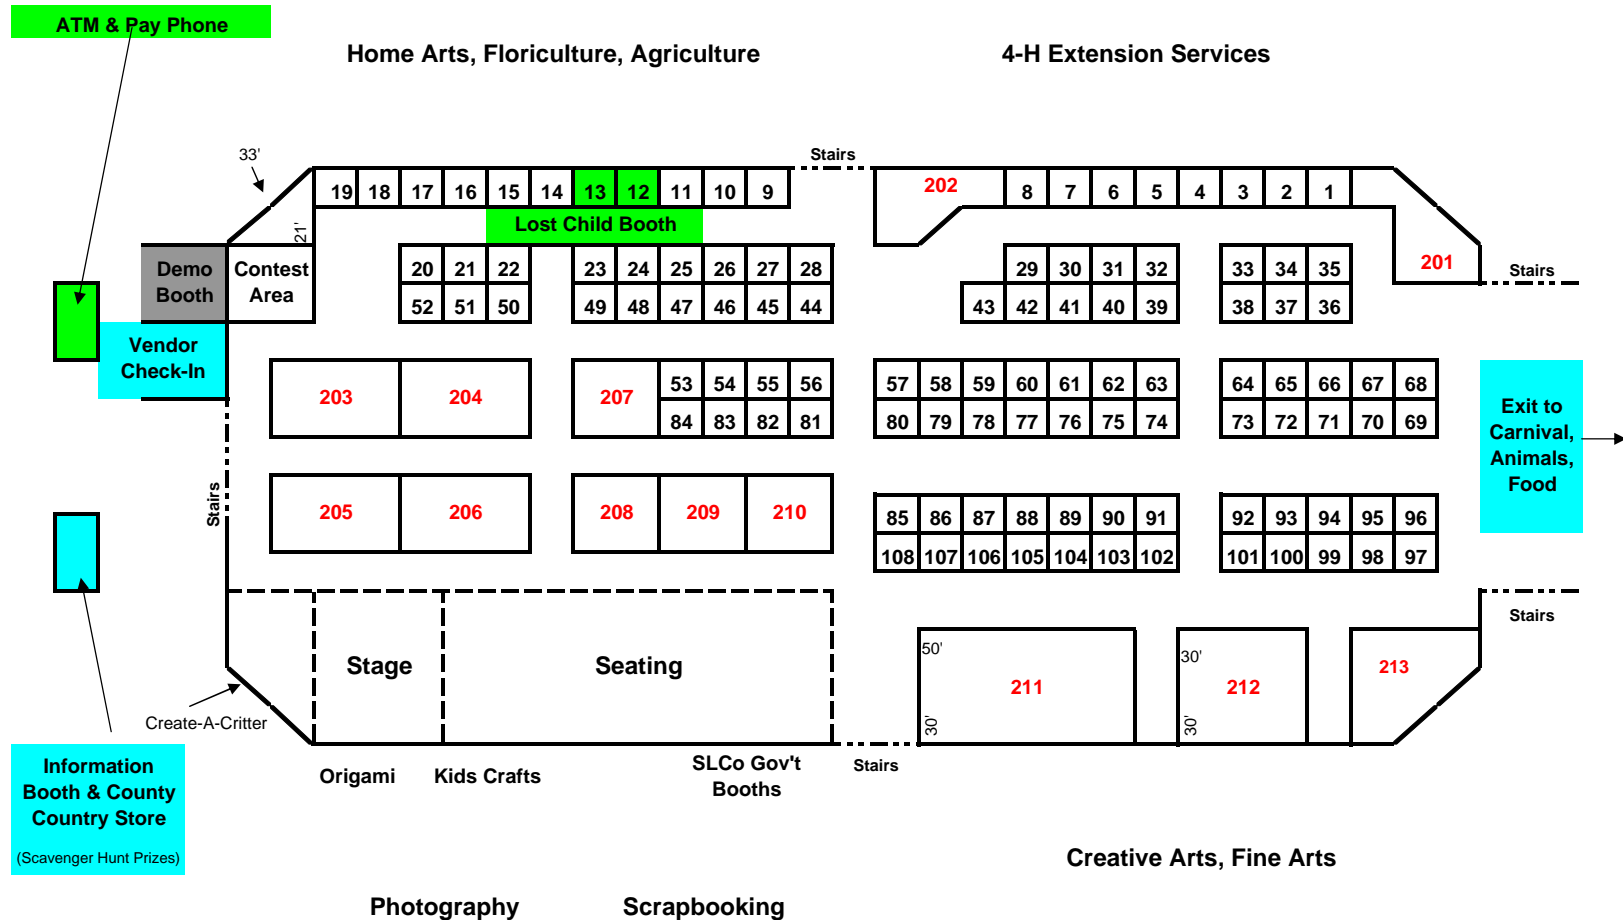 ATM & Pay Phone
Home Arts, Floriculture, Agriculture
4-H Extension Services
33'
Stairs
19 18 17 16 15 14 13 12 11 10 9
202
8 7 6 5 4 3 2 1
21'
Lost Child Booth
Demo
Booth
Contest
Area
20 21 22
23 24 25 26 27 28
29 30 31 32
33 34 35
201
Stairs
52 51 50
49 48 47 46 45 44
43 42 41 40 39
38 37 36
Vendor
Check-In
203
204
207
53 54 55 56
57 58 59 60 61 62 63
64 65 66 67 68
84 83 82 81
80 79 78 77 76 75 74
73 72 71 70 69
Exit to
Carnival,
Animals,
Food
Stairs
205
206
208
209
210
85 86 87 88 89 90 91
92 93 94 95 96
108 107 106 105 104 103 102
101 100 99 98 97
Stairs
Stage
Seating
50'
30'
211
30'
30'
212
213
Create-A-Critter
Origami
Kids Crafts
SLCo Gov't
Booths
Stairs
Information
Booth & County
Country Store
(Scavenger Hunt Prizes)
Creative Arts, Fine Arts
Photography
Scrapbooking